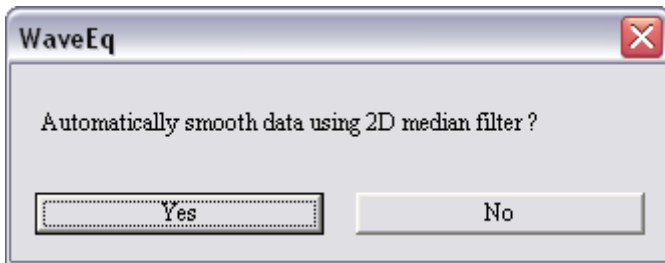 WaveEq
Automatically smooth data using 2D median filter ?
Yes No